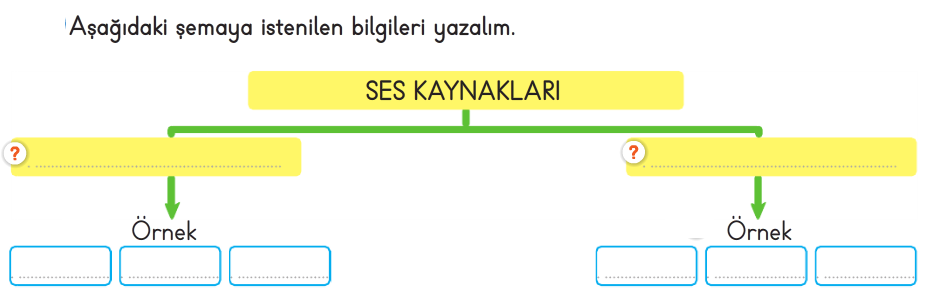 Aşağıdaki şemaya istenilen bilgileri yazalım.
SES KAYNAKLARI
?
?
Örnek
Örnek